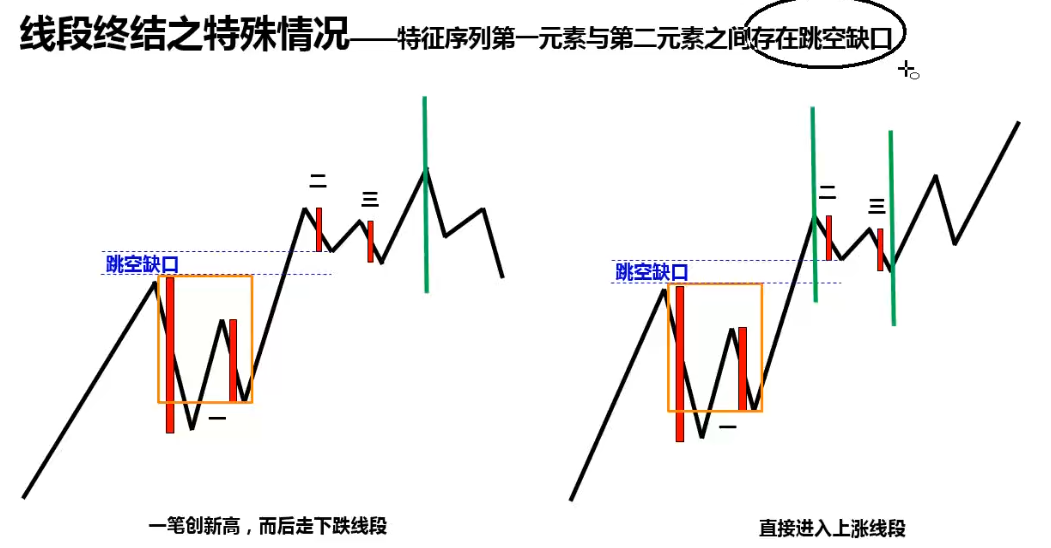 线段终结之特殊情况——特征序列第一元素与第二元素之间存在跳空缺口
二
三
跳空缺口
一
一笔创新高，而后走下跌线段
二
三
跳空缺口
一
直接进入上涨线段